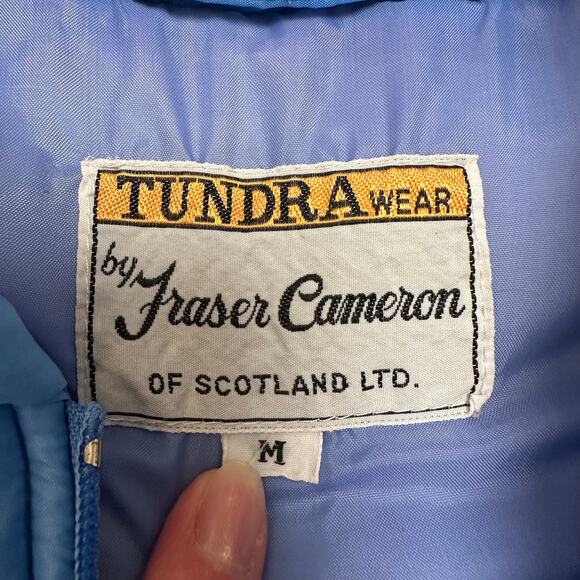 TUNDRA WEAR
by Fraser Cameron
OF SCOTLAND LTD.
M